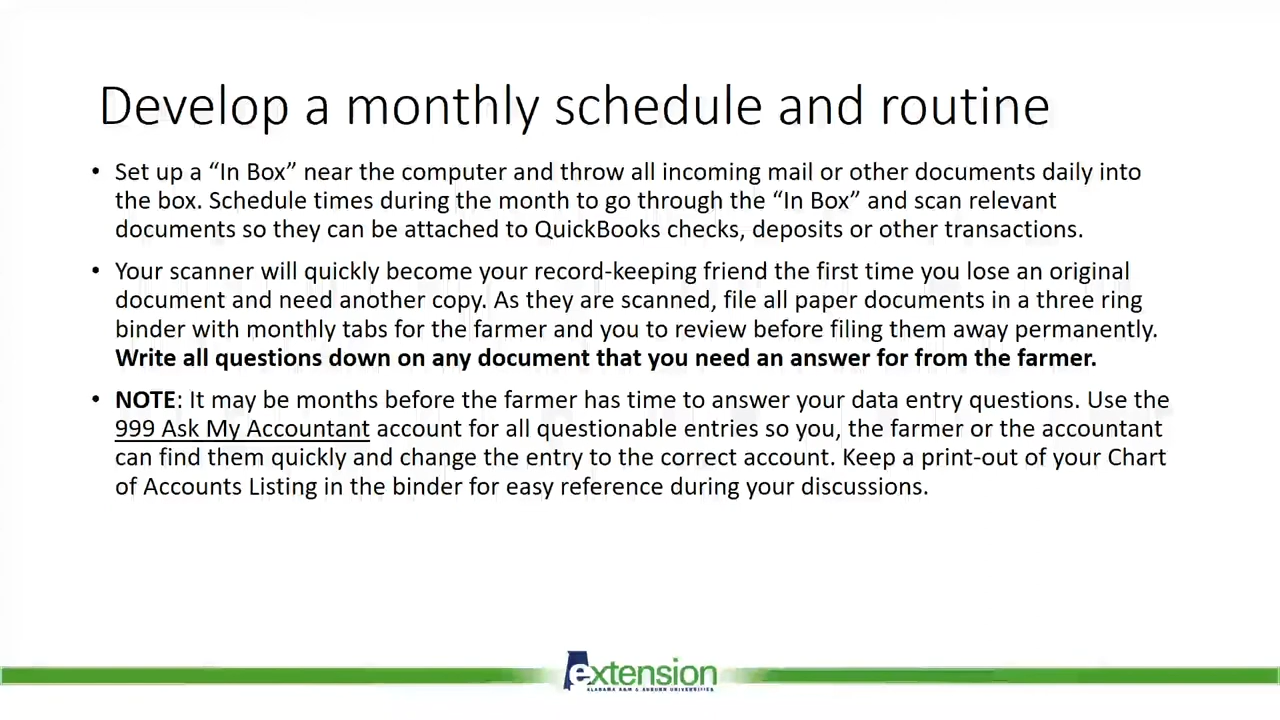 Develop a monthly schedule and routine
• Set up a “In Box” near the computer and throw all incoming mail or other documents daily into
the box. Schedule times during the month to go through the “In Box” and scan relevant
documents so they can be attached to QuickBooks checks, deposits or other transactions.
• Your scanner will quickly become your record-keeping friend the first time you lose an original
document and need another copy. As they are scanned, file all paper documents in a three ring
binder with monthly tabs for the farmer and you to review before filing them away permanently.
Write all questions down on any document that you need an answer for from the farmer.
• NOTE: It may be months before the farmer has time to answer your data entry questions. Use the
999 Ask My Accountant account for all questionable entries so you, the farmer or the accountant
can find them quickly and change the entry to the correct account. Keep a print-out of your Chart
of Accounts Listing in the binder for easy reference during your discussions.
extension
ALABAMA A&M & AUBURN UNIVERSITIES